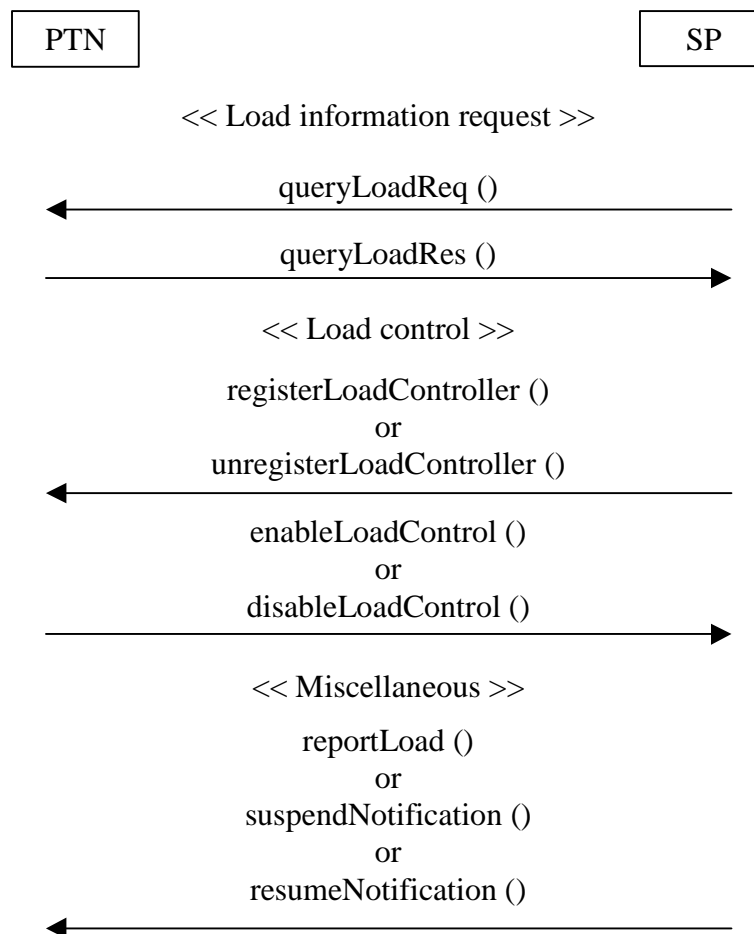 PTN
SP
<< Load information request >>
queryLoadReq ()
queryLoadRes ()
<< Load control >>
registerLoadController ()
or
unregisterLoadController ()
enableLoadControl ()
or
disableLoadControl ()
<< Miscellaneous >>
reportLoad ()
or
suspendNotification ()
or
resumeNotification ()